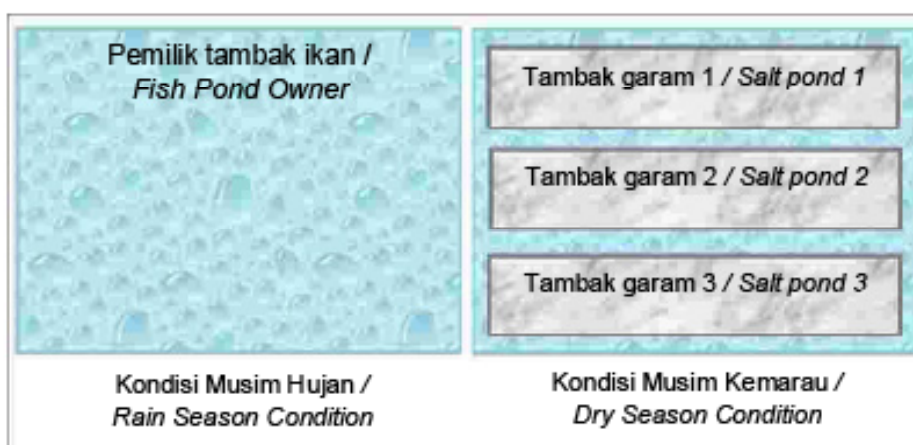 Pemilik tambak ikan /
Fish Pond Owner
Kondisi Musim Hujan /
Rain Season Condition
Tambak garam 1 / Salt pond 1
Tambak garam 2 / Salt pond 2
Tambak garam 3 / Salt pond 3
Kondisi Musim Kemarau /
Dry Season Condition